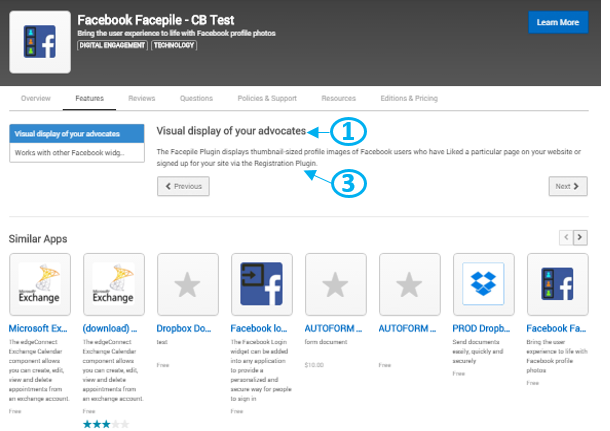 Facebook Facepile - CB Test
Bring the user experience to life with Facebook profile photos
DIGITAL ENGAGEMENT TECHNOLOGY
Learn More
Overview Features Reviews Questions Policies & Support Resources Editions & Pricing
Visual display of your advocates
Works with other Facebook widg...
Visual display of your advocates 1
The Facepile Plugin displays thumbnail-sized profile images of Facebook users who have Liked a particular page on your website or
signed up for your site via the Registration Plugin.
3
Previous
Next
Similar Apps
Microsoft Exchange
Microsoft Ex...
The edgeConnect
Exchange Calendar
component allows
you can create, edit,
view and delete
appointments from
an exchange account.
Free
Microsoft Exchange
(download) ...
The edgeConnect
Exchange Calendar
component allows
you can create, edit,
view and delete
appointments from
an exchange account.
Free
Dropbox Do...
test
Free
Facebook lo...
The Facebook Login
widget can be added
into any application
to provide a
personalized and
secure way for people
to sign in
Free
AUTOFORM ...
form document
$10.00
AUTOFORM ...
Free
PROD Dropb...
Send documents
easily, quickly and
securely
Free
Facebook Fa...
Bring the user
experience to life with
Facebook profile
photos
Free